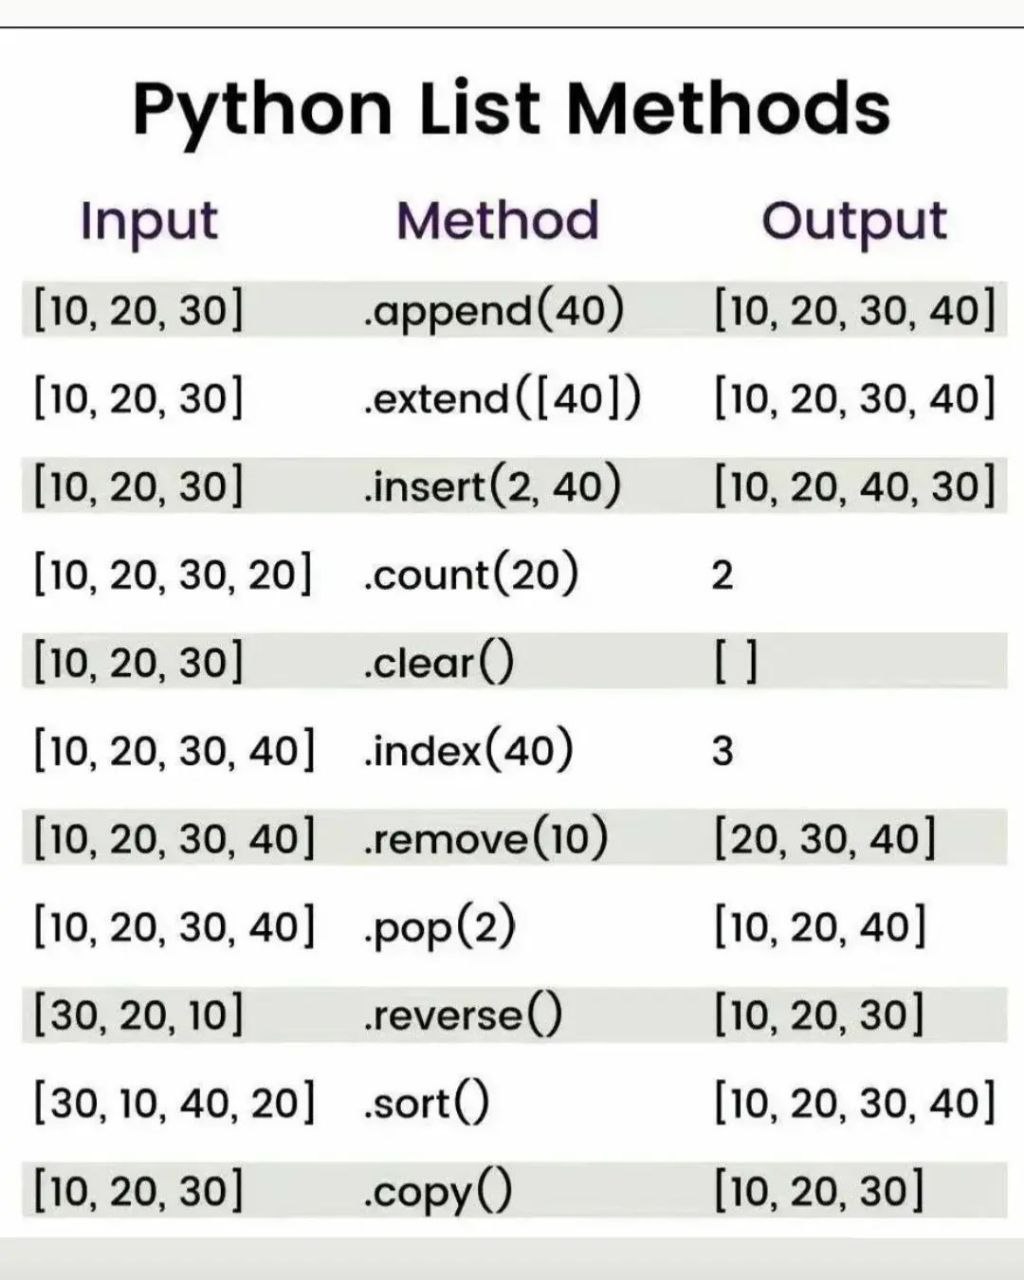 Python List Methods
Input Method Output
[10, 20, 30] .append(40) [10, 20, 30, 40]
[10, 20, 30] .extend([40]) [10, 20, 30, 40]
[10, 20, 30] .insert(2, 40) [10, 20, 40, 30]
[10, 20, 30, 20] .count(20) 2
[10, 20, 30] .clear() [ ]
[10, 20, 30, 40] .index(40) 3
[10, 20, 30, 40] .remove(10) [20, 30, 40]
[10, 20, 30, 40] .pop(2) [10, 20, 40]
[30, 20, 10] .reverse() [10, 20, 30]
[30, 10, 40, 20] .sort() [10, 20, 30, 40]
[10, 20, 30] .copy() [10, 20, 30]